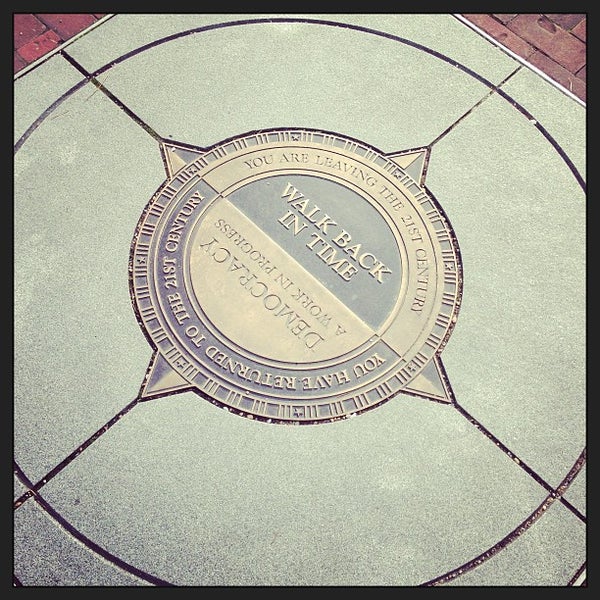 YOU ARE LEAVING THE 21ST CENTURY
WALK BACK
IN TIME
DEMOCRACY
A WORK IN PROGRESS
YOU HAVE RETURNED TO THE 21ST CENTURY